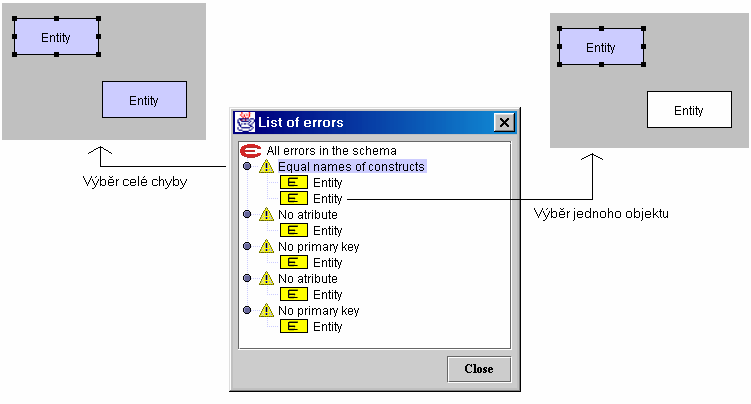 Entity
Entity
Výběr celé chyby
List of errors
All errors in the schema
Equal names of constructs
Entity
Entity
No atribute
Entity
No primary key
Entity
No atribute
Entity
No primary key
Entity
Close
Entity
Entity
Výběr jednoho objektu